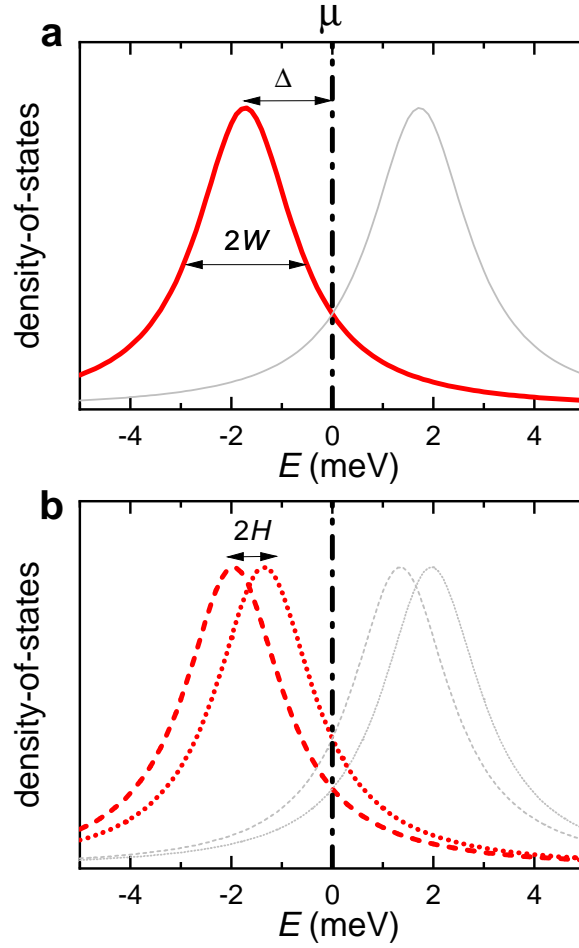 μ
a
Δ
2W
density-of-states
-4 -2 0 2 4
E (meV)
b
2H
density-of-states
-4 -2 0 2 4
E (meV)